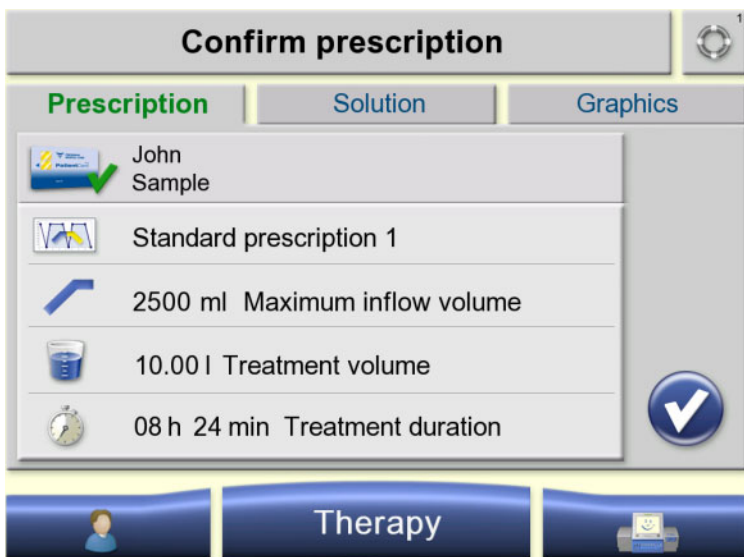 Confirm prescription
1
Prescription
Solution
Graphics
John
Sample
Standard prescription 1
2500 ml Maximum inflow volume
10.00 l Treatment volume
08 h 24 min Treatment duration
Therapy